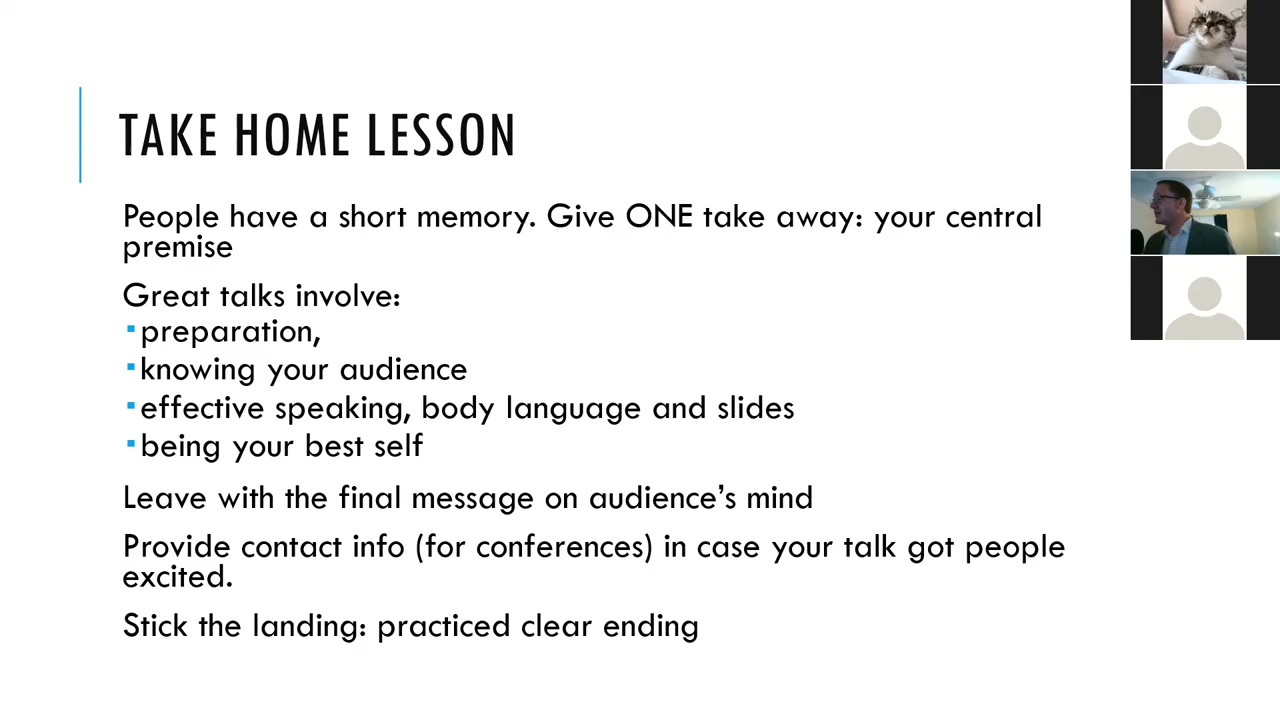 TAKE HOME LESSON
People have a short memory. Give ONE take away: your central
premise
Great talks involve:
▪preparation,
▪knowing your audience
▪effective speaking, body language and slides
▪being your best self
Leave with the final message on audience’s mind
Provide contact info (for conferences) in case your talk got people
excited.
Stick the landing: practiced clear ending